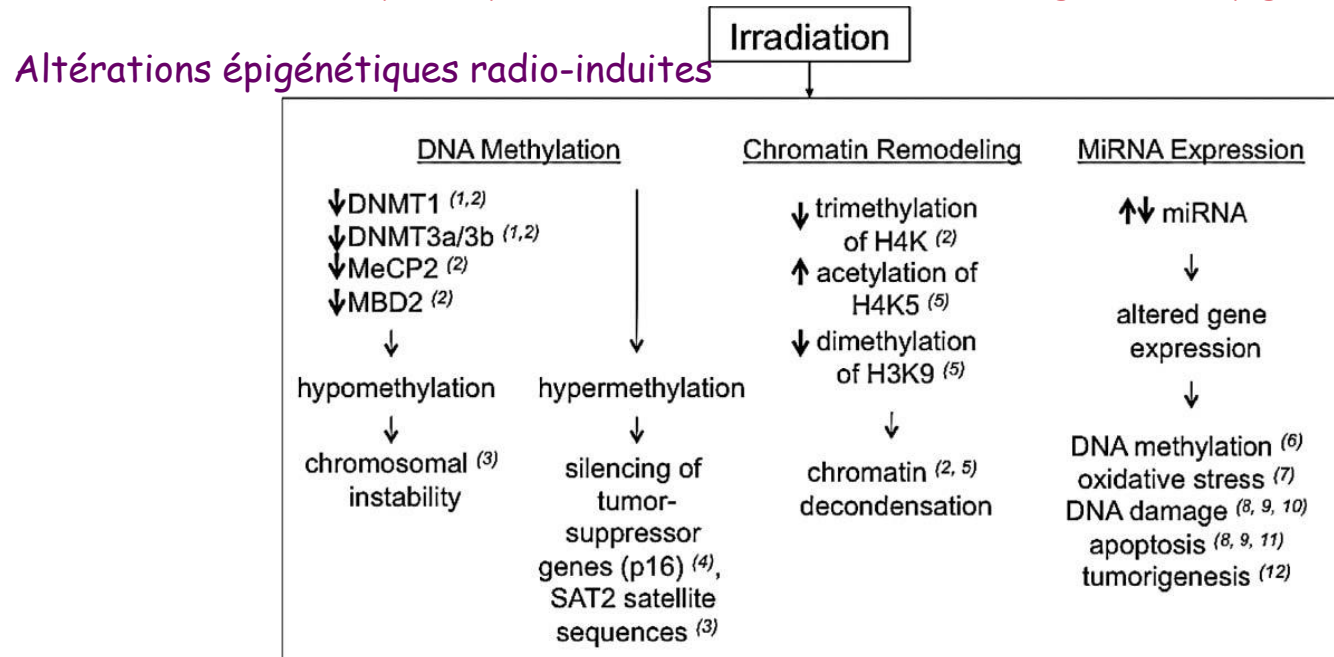 Irradiation
Altérations épigénétiques radio-induites
DNA Methylation
↓DNMT1 (1,2)
↓DNMT3a/3b (1,2)
↓MeCP2 (2)
↓MBD2 (2)
↓
hypomethylation
↓
chromosomal (3)
instability
↓
hypermethylation
↓
silencing of
tumor-
suppressor
genes (p16) (4),
SAT2 satellite
sequences (3)
Chromatin Remodeling
↓ trimethylation
of H4K (2)
↑ acetylation of
H4K5 (5)
↓ dimethylation
of H3K9 (5)
↓
chromatin (2, 5)
decondensation
MiRNA Expression
↑↓ miRNA
↓
altered gene
expression
↓
DNA methylation (6)
oxidative stress (7)
DNA damage (8, 9, 10)
apoptosis (8, 9, 11)
tumorigenesis (12)